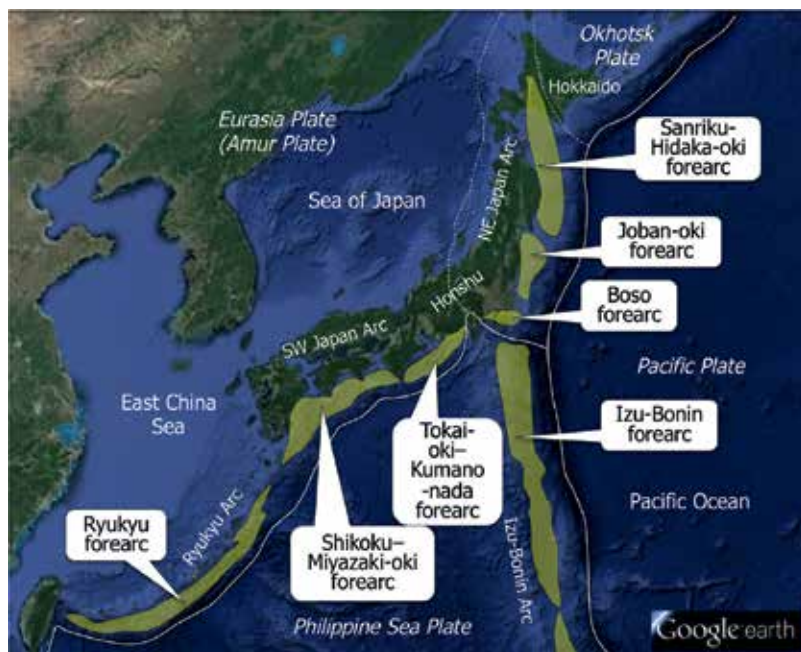 Okhotsk
Plate
Hokkaido
Eurasia Plate
(Amur Plate)
Sanriku-
Hidaka-oki
forearc
NE Japan Arc
Sea of Japan
Joban-oki
forearc
Honshu
Boso
forearc
SW Japan Arc
Pacific Plate
East China
Sea
Izu-Bonin
forearc
Tokai-
oki–
Kumano
-nada
forearc
Pacific Ocean
Ryukyu
forearc
Ryukyu Arc
Shikoku–
Miyazaki-oki
forearc
Izu-Bonin Arc
Philippine Sea Plate
Google earth